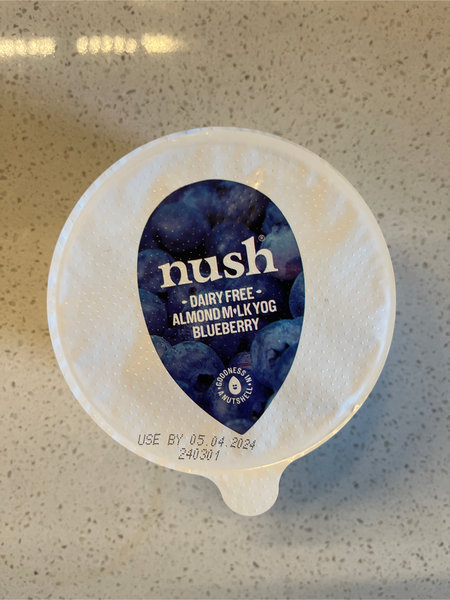 nush®
- DAIRY FREE -
ALMOND M•LK YOG
BLUEBERRY
GOODNESS IN
A NUTSHELL
USE BY 05.04.2024
240301